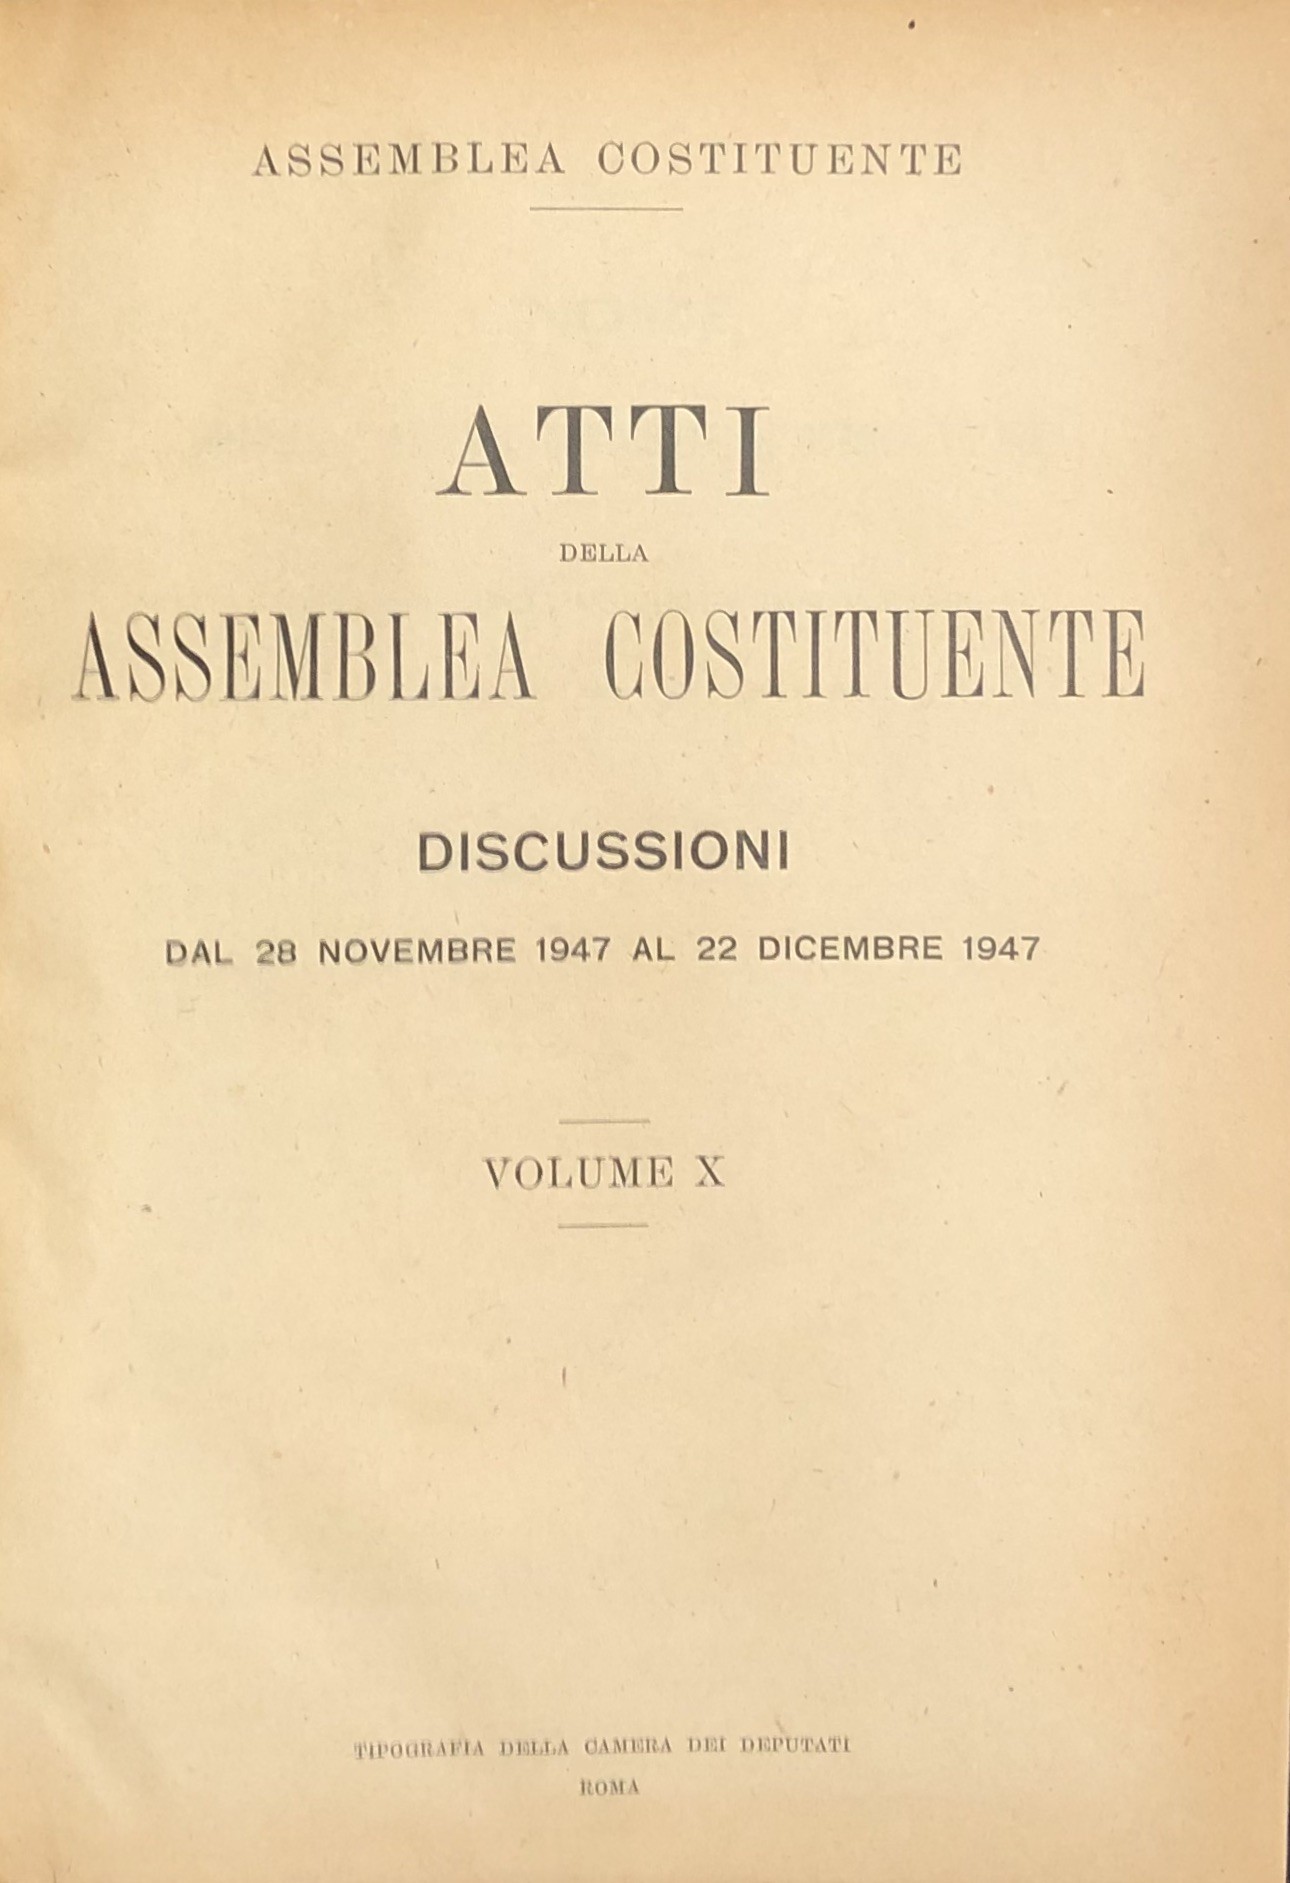 ASSEMBLEA COSTITUENTE
ATTI
DELLA
ASSEMBLEA COSTITUENTE
DISCUSSIONI
DAL 28 NOVEMBRE 1947 AL 22 DICEMBRE 1947
VOLUME X
TIPOGRAFIA DELLA CAMERA DEI DEPUTATI
ROMA